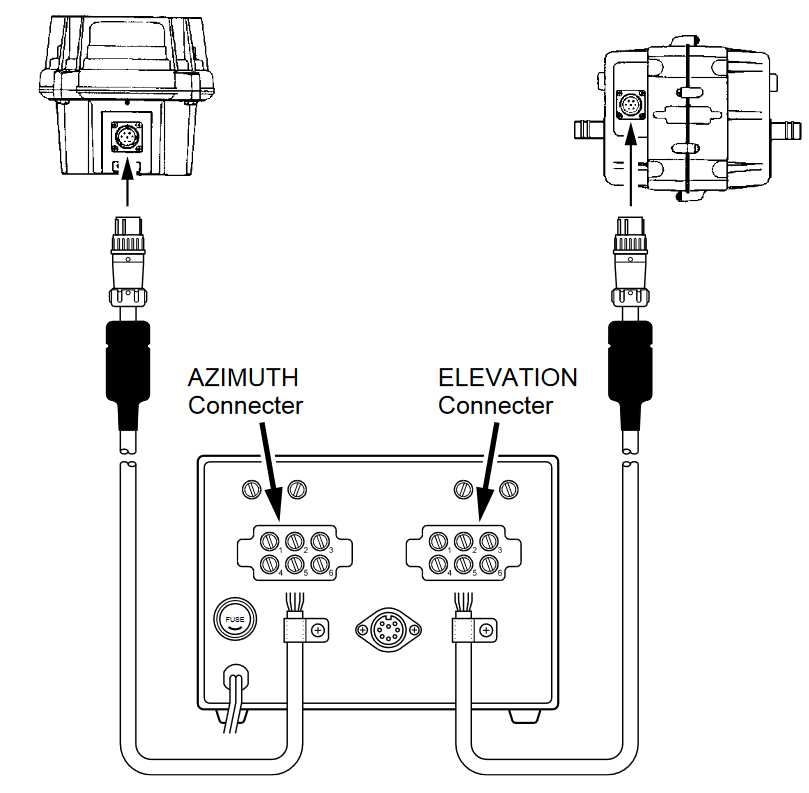 AZIMUTH
Connecter
ELEVATION
Connecter
1 2 3
4 5 6
1 2 3
4 5 6
FUSE